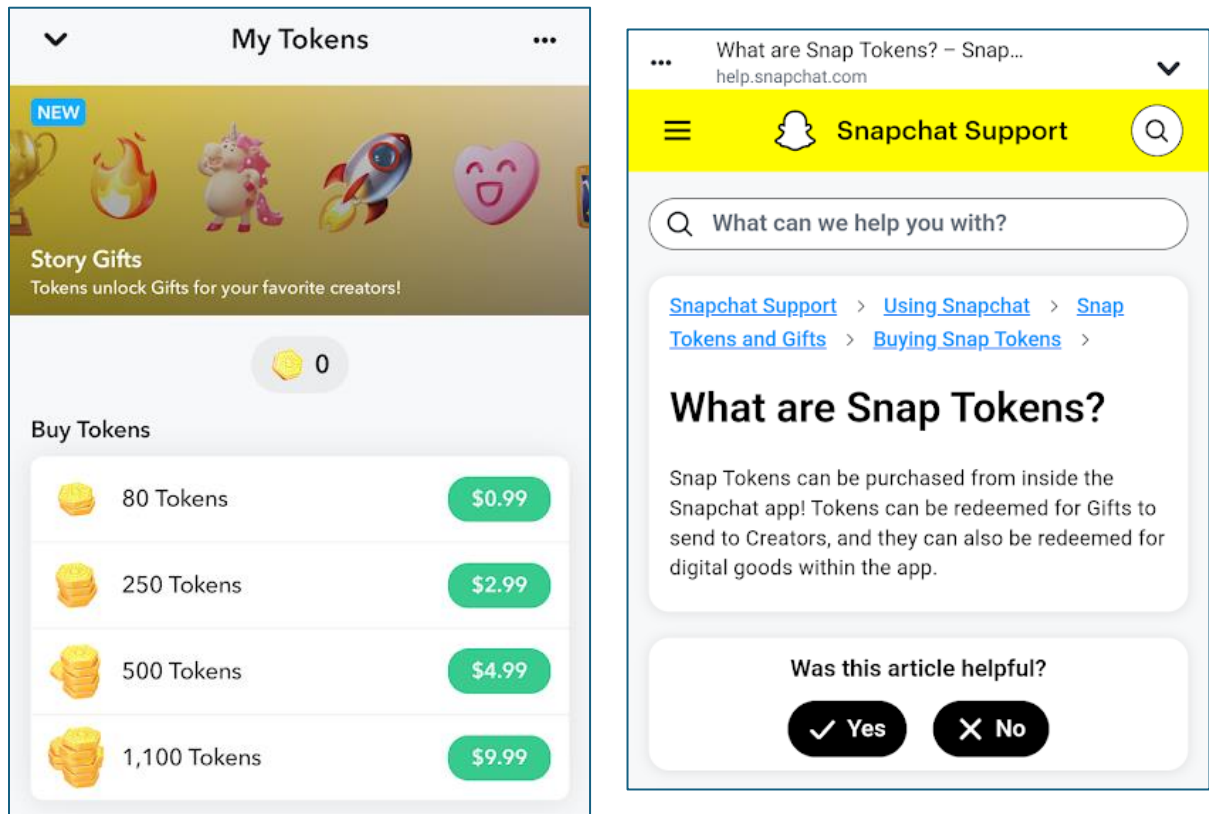 My Tokens
NEW
Story Gifts
Tokens unlock Gifts for your favorite creators!
0
Buy Tokens
80 Tokens $0.99
250 Tokens $2.99
500 Tokens $4.99
1,100 Tokens $9.99
What are Snap Tokens? – Snap...
help.snapchat.com
Snapchat Support
What can we help you with?
Snapchat Support > Using Snapchat > Snap
Tokens and Gifts > Buying Snap Tokens >
What are Snap Tokens?
Snap Tokens can be purchased from inside the
Snapchat app! Tokens can be redeemed for Gifts to
send to Creators, and they can also be redeemed for
digital goods within the app.
Was this article helpful?
Yes No